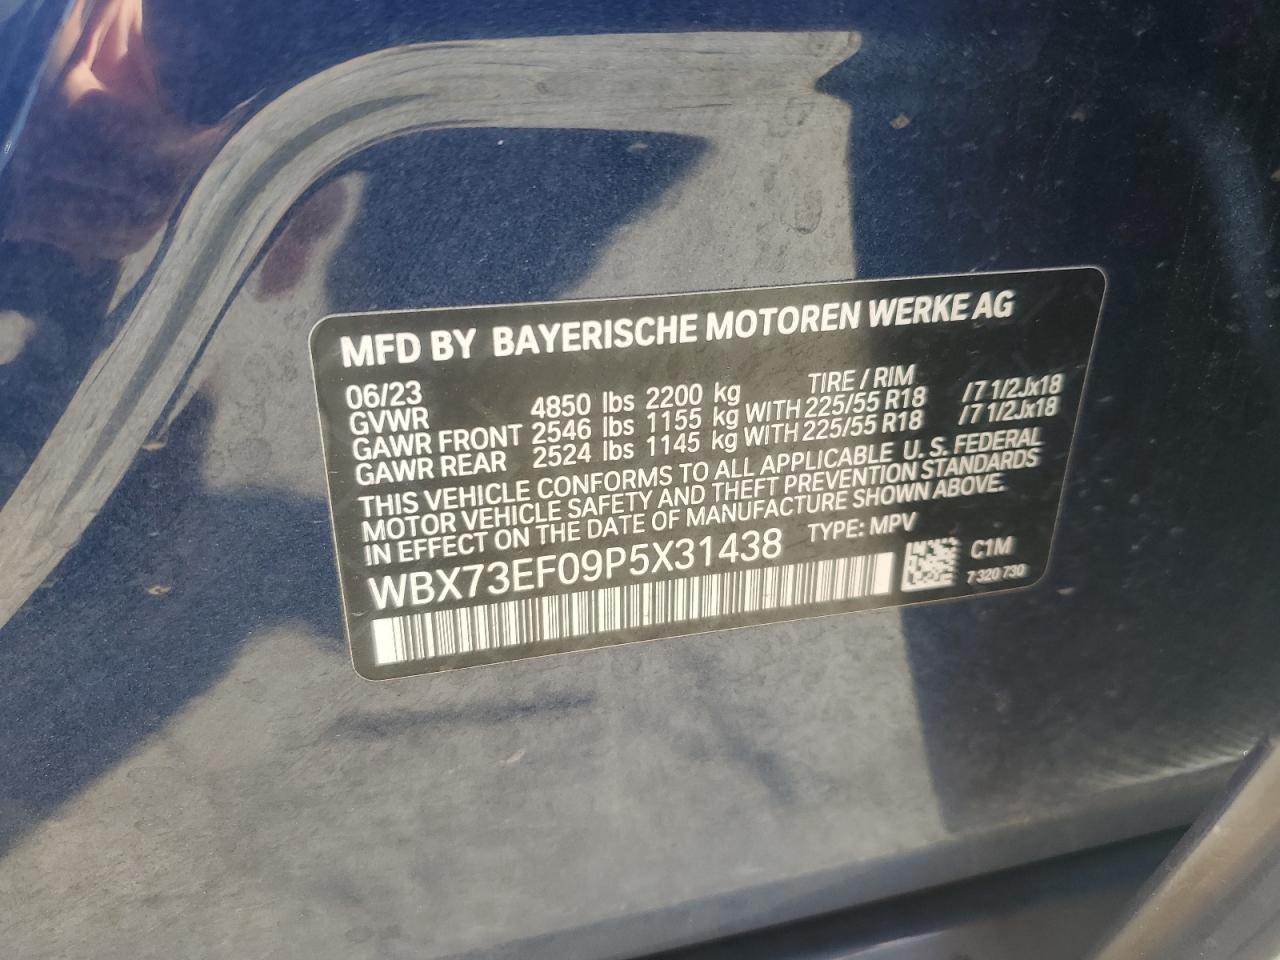 MFD BY BAYERISCHE MOTOREN WERKE AG
06/23 TIRE / RIM
GVWR 4850 lbs 2200 kg
GAWR FRONT 2546 lbs 1155 kg WITH 225/55 R18 /7 1/2Jx18
GAWR REAR 2524 lbs 1145 kg WITH 225/55 R18 /7 1/2Jx18
THIS VEHICLE CONFORMS TO ALL APPLICABLE U. S. FEDERAL
MOTOR VEHICLE SAFETY AND THEFT PREVENTION STANDARDS
IN EFFECT ON THE DATE OF MANUFACTURE SHOWN ABOVE.
WBX73EF09P5X31438 TYPE: MPV
C1M
7 320 730